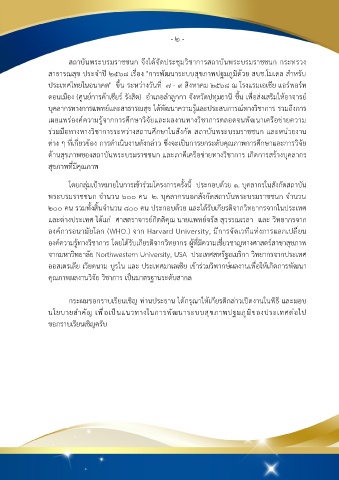 - ๒ -
สถาบันพระบรมราชชนก จึงได้จัดประชุมวิชาการสถาบันพระบรมราชชนก กระทรวง
สาธารณสุข ประจำปี ๒๕๖๘ เรื่อง "การพัฒนาระบบสุขภาพปฐมภูมิด้วย สบช.โมเดล สำหรับ
ประเทศไทยในอนาคต" ขึ้น ระหว่างวันที่ ๗ - ๙ สิงหาคม ๒๕๖๘ ณ โรงแรมเอเชีย แอร์พอร์ท
ดอนเมือง (ศูนย์การค้าเซียร์ รังสิต) อำเภอลำลูกกา จังหวัดปทุมธานี ขึ้น เพื่อส่งเสริมให้อาจารย์
บุคลากรทางการแพทย์และสาธารณสุข ได้พัฒนาความรู้และประสบการณ์ทางวิชาการ รวมถึงการ
เผยแพร่องค์ความรู้จากการศึกษาวิจัยและผลงานทางวิชาการตลอดจนพัฒนาเครือข่ายความ
ร่วมมือทางทางวิชาการระหว่างสถานศึกษาในสังกัด สถาบันพระบรมราชชนก และหน่วยงาน
ต่าง ๆ ที่เกี่ยวข้อง การดำเนินงานดังกล่าว ซึ่งจะเป็นการยกระดับคุณภาพการศึกษาและการวิจัย
ด้านสุขภาพของสถาบันพระบรมราชชนก และภาคีเครือข่ายทางวิชาการ เกิดการสร้างบุคลากร
สุขภาพที่มีคุณภาพ
โดยกลุ่มเป้าหมายในการเข้าร่วมโครงการครั้งนี้ ประกอบด้วย ๑. บุคลากรในสังกัดสถาบัน
พระบรมราชชนก จำนวน ๖๐๐ คน ๒. บุคลากรนอกสังกัดสถาบันพระบรมราชชนก จำนวน
๒๐๐ คน รวมทั้งสิ้นจำนวน ๘๐๐ คน ประกอบด้วย และได้รับเกียรติจากวิทยากรจากในประเทศ
และต่างประเทศ ได้แก่ ศาสตราจารย์กิตติคุณ นายแพทย์จรัส สุวรรณเวลา และ วิทยากรจาก
องค์การอนามัยโลก (WHO.) จาก Harvard University, มีการจัดเวทีแห่งการแลกเปลี่ยน
องค์ความรู้ทางวิชาการ โดยได้รับเกียรติจากวิทยากร ผู้ที่มีความเชี่ยวชาญทางศาสตร์สาขาสุขภาพ
จากมหาวิทยาลัย Northwestern University, USA ประเทศสหรัฐอเมริกา วิทยากรจากประเทศ
ออสเตรเลีย เวียดนาม บูรไน และ ประเทศมาเลเซีย เข้าร่วมวิพากษ์ผลงานเพื่อให้เกิดการพัฒนา
คุณภาพผลงานวิจัย วิชาการ เป็นมาตรฐานระดับสากล
กระผมขอกราบเรียนเชิญ ท่านประธาน ได้กรุณาให้เกียรติกล่าวเปิดงานในพิธี และมอบ
นโยบายสำคัญ เพื่อเป็นแนวทางในการพัฒนาระบบสุขภาพปฐมภูมิของประเทศต่อไป
ขอกราบเรียนเชิญครับ